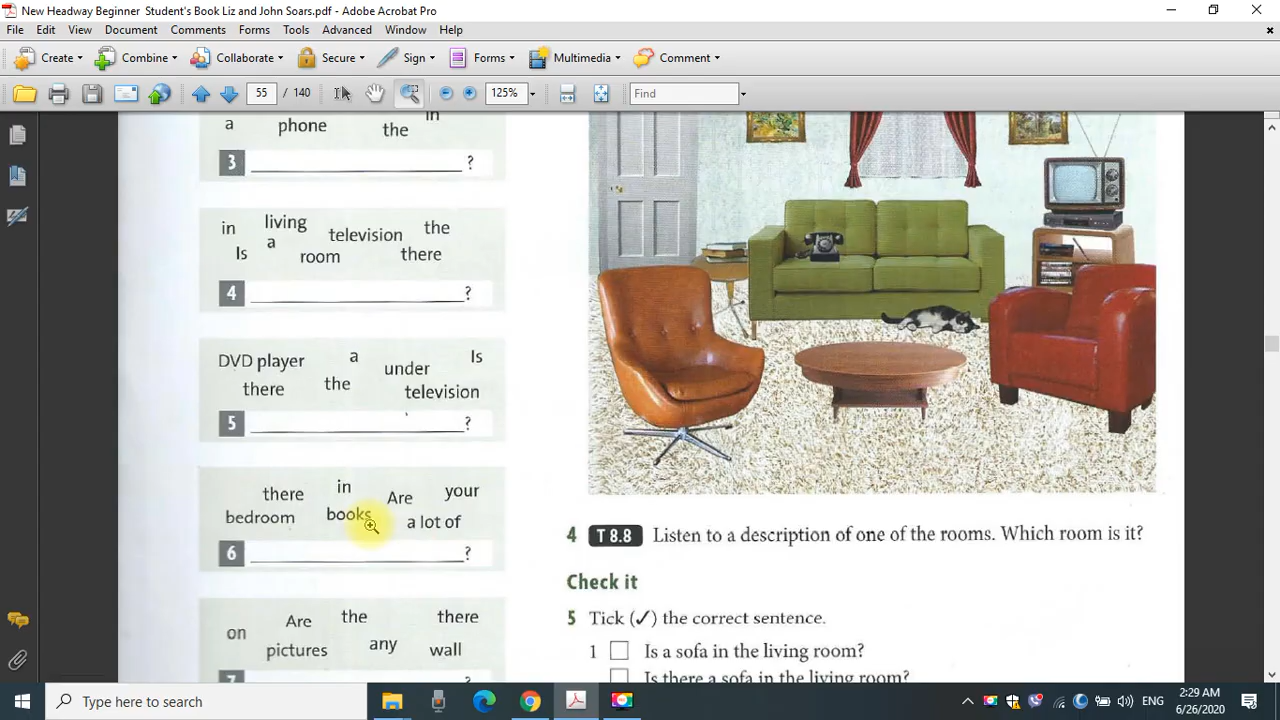 New Headway Beginner Student's Book Liz and John Soars.pdf - Adobe Acrobat Pro
File Edit View Document Comments Forms Tools Advanced Window Help
Create Combine Collaborate Secure Sign Forms Multimedia Comment
55 / 140 125% Find
a phone the in
3 ?
in living television the
Is a room there
4 ?
DVD player a under Is
there the television
5 ?
there in Are your
bedroom books a lot of
6 ?
on Are the there
pictures any wall
7 ?
4 T 8.8 Listen to a description of one of the rooms. Which room is it?
Check it
5 Tick (✓) the correct sentence.
1 Is a sofa in the living room?
Is there a sofa in the living room?
Type here to search
ENG
2:29 AM
6/26/2020